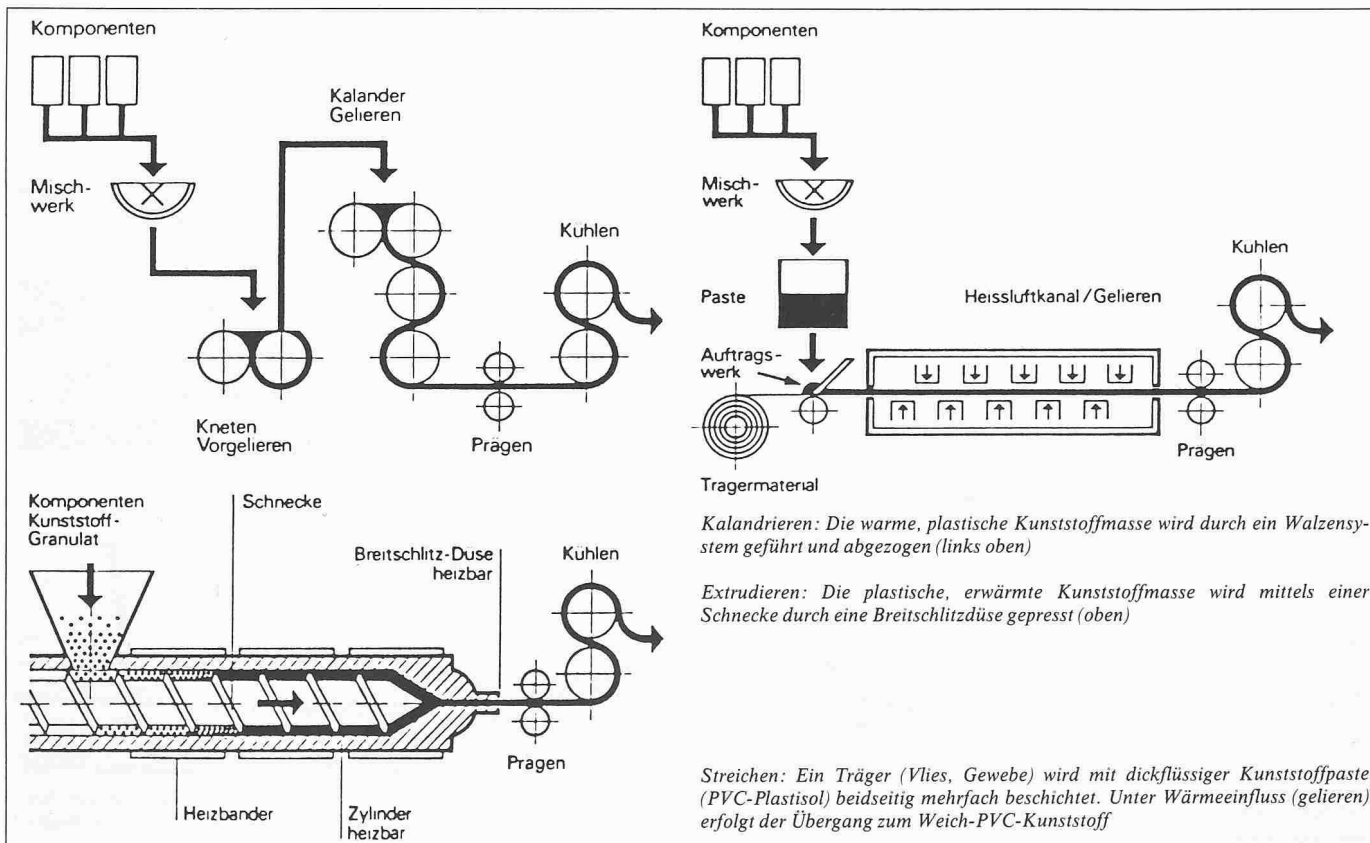 Komponenten
Kalander
Gelieren
Misch-
werk
Kühlen
Kneten
Vorgelieren
Prägen
Komponenten
Misch-
werk
Paste
Heissluftkanal/Gelieren
Kuhlen
Auftrags-
werk
Pragen
Tragermaterial
Komponenten
Kunststoff-
Granulat
Schnecke
Breitschlitz-Duse
heizbar
Kühlen
Pragen
Heizbander
Zylinder
heizbar
Kalandrieren: Die warme, plastische Kunststoffmasse wird durch ein Walzensy-
stem geführt und abgezogen (links oben)
Extrudieren: Die plastische, erwärmte Kunststoffmasse wird mittels einer
Schnecke durch eine Breitschlitzdüse gepresst (oben)
Streichen: Ein Träger (Vlies, Gewebe) wird mit dickflüssiger Kunststoffpaste
(PVC-Plastisol) beidseitig mehrfach beschichtet. Unter Wärmeeinfluss (gelieren)
erfolgt der Übergang zum Weich-PVC-Kunststoff